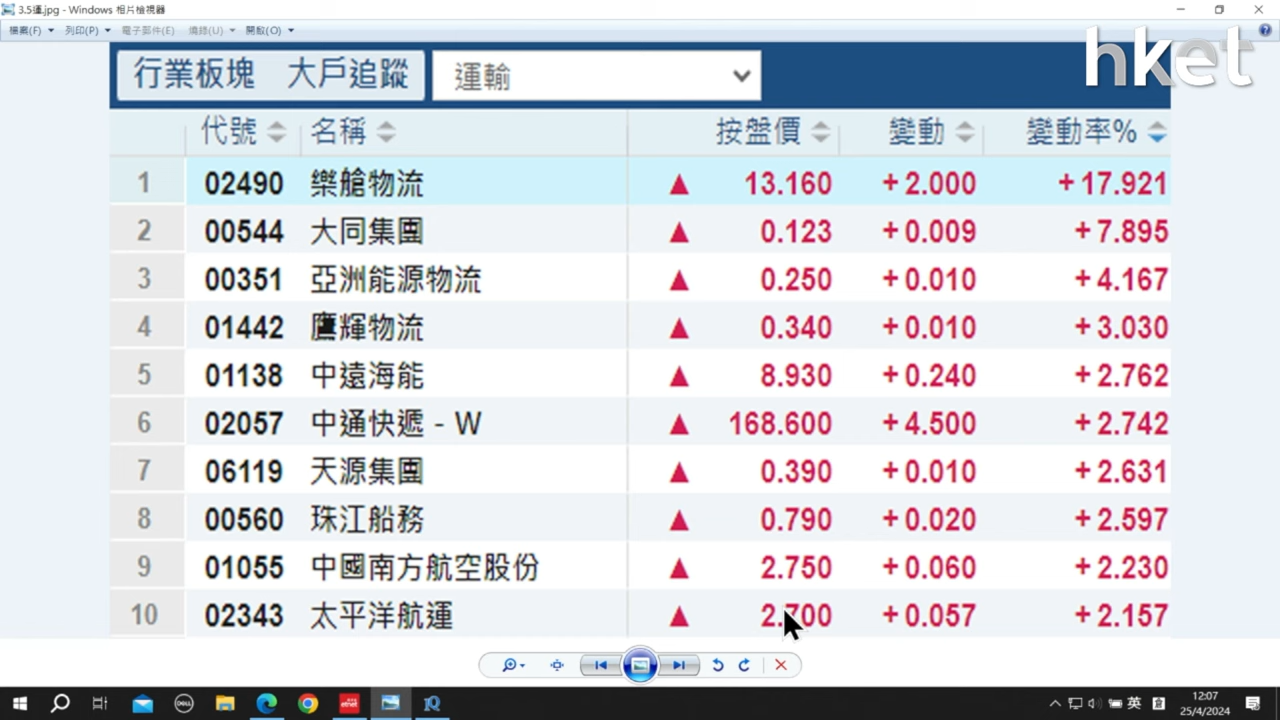 3.5運.jpg - Windows 相片檢視器
檔案(F) 列印(P) 電子郵件(E) 燒錄(U) 開啟(O)
hket
行業板塊 大戶追蹤 運輸
代號 名稱 按盤價 變動 變動率%
1 02490 樂艙物流 ▲ 13.160 +2.000 +17.921
2 00544 大同集團 ▲ 0.123 +0.009 +7.895
3 00351 亞洲能源物流 ▲ 0.250 +0.010 +4.167
4 01442 鷹輝物流 ▲ 0.340 +0.010 +3.030
5 01138 中遠海能 ▲ 8.930 +0.240 +2.762
6 02057 中通快遞－W ▲ 168.600 +4.500 +2.742
7 06119 天源集團 ▲ 0.390 +0.010 +2.631
8 00560 珠江船務 ▲ 0.790 +0.020 +2.597
9 01055 中國南方航空股份 ▲ 2.750 +0.060 +2.230
10 02343 太平洋航運 ▲ 2.700 +0.057 +2.157
DELL etnet IQ 英 12:07
25/4/2024